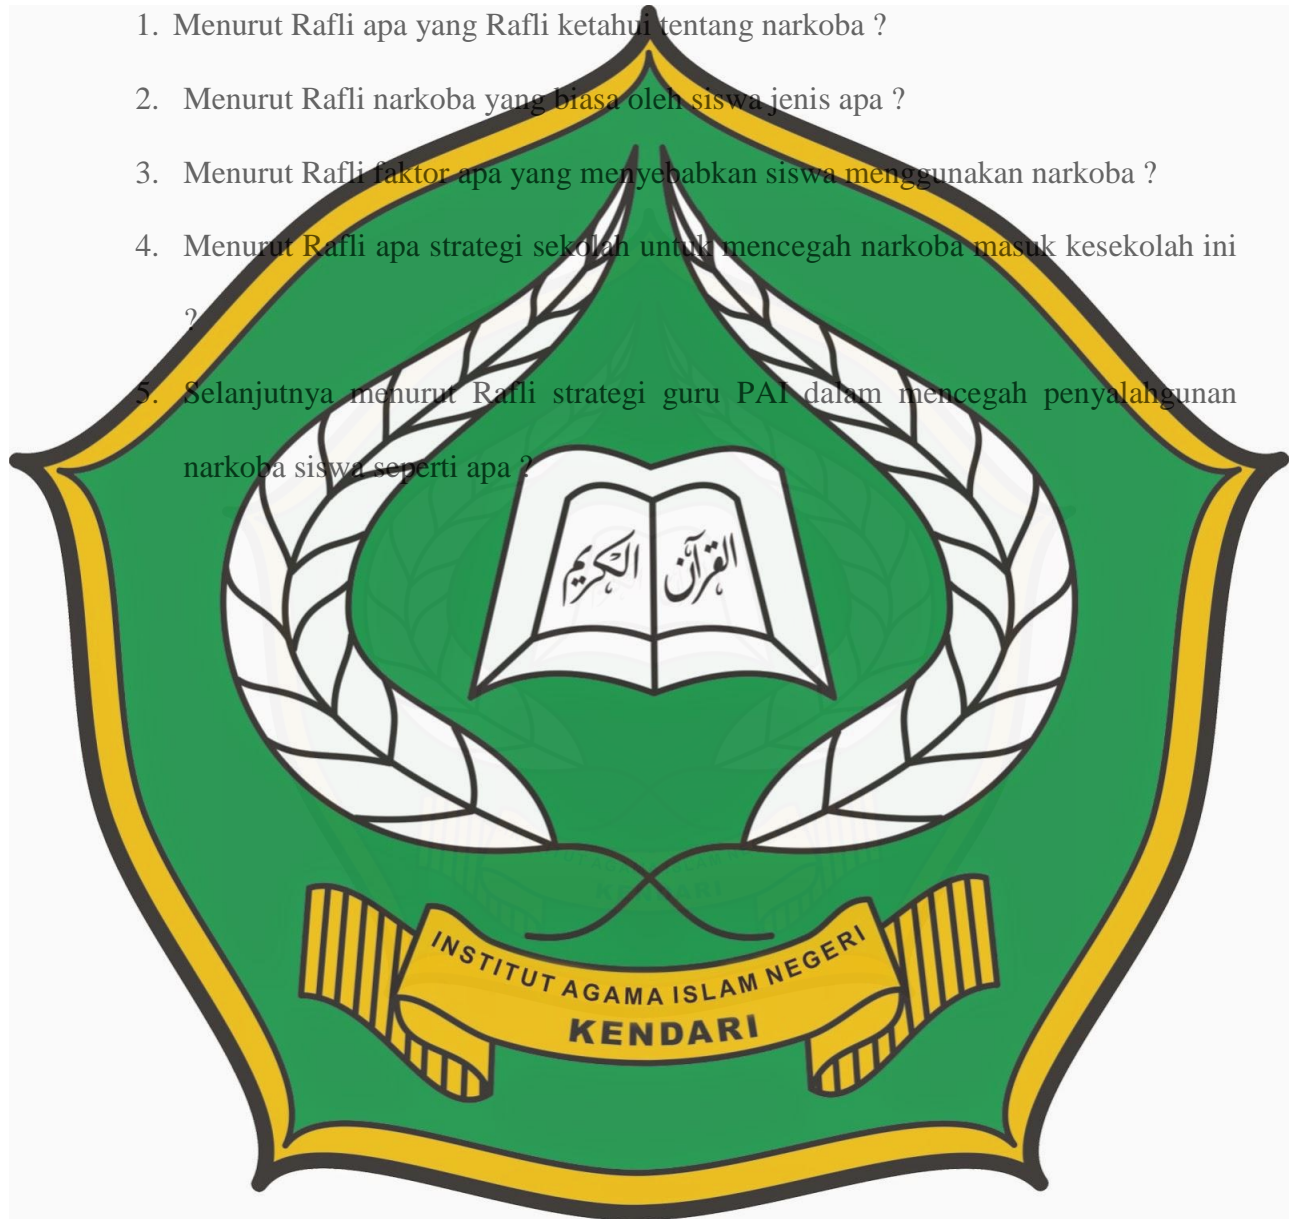 1. Menurut Rafli apa yang Rafli ketahui tentang narkoba ?
2. Menurut Rafli narkoba yang biasa oleh siswa jenis apa ?
3. Menurut Rafli faktor apa yang menyebabkan siswa menggunakan narkoba ?
4. Menurut Rafli apa strategi sekolah untuk mencegah narkoba masuk kesekolah ini
?
5. Selanjutnya menurut Rafli strategi guru PAI dalam mencegah penyalahgunan
narkoba siswa seperti apa ?
القرآن الكريم
INSTITUT AGAMA ISLAM NEGERI
KENDARI